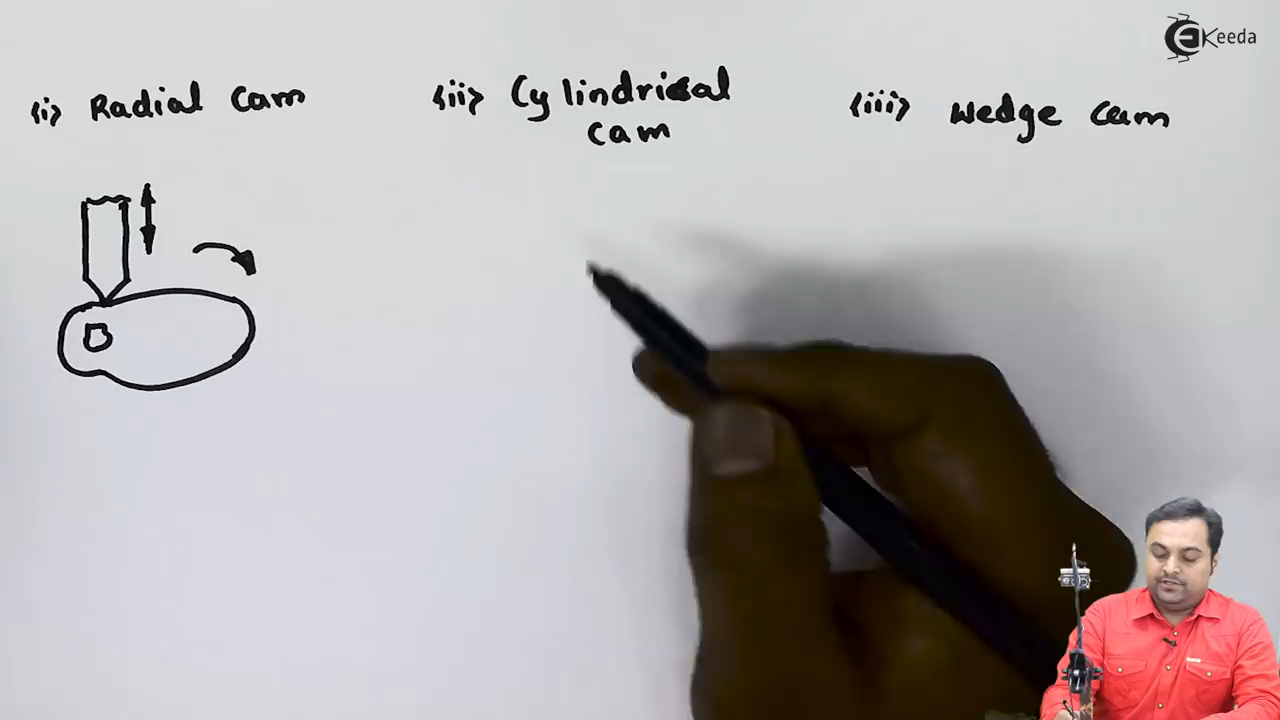 EKeeda
(i) Radial Cam
(ii) Cylindrical
cam
(iii) Wedge cam